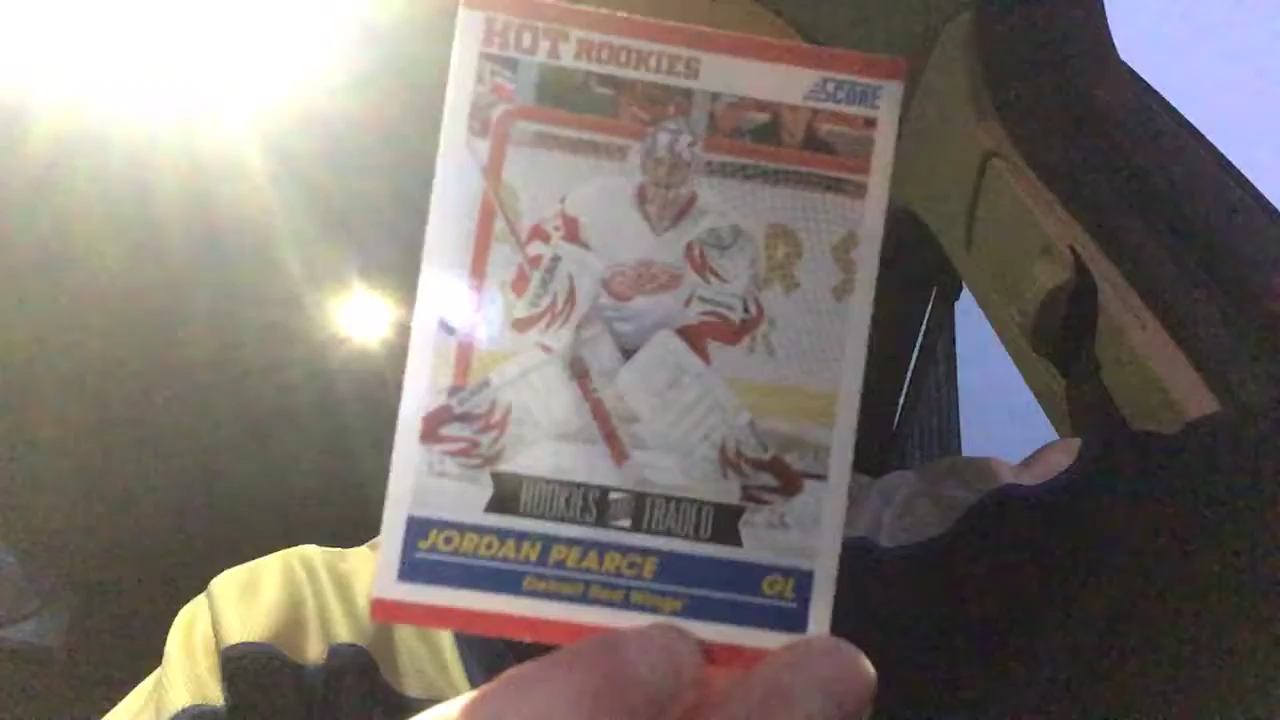 HOT ROOKIES
SCORE
ROOKIES TRADED
JORDAN PEARCE
GL
Detroit Red Wings